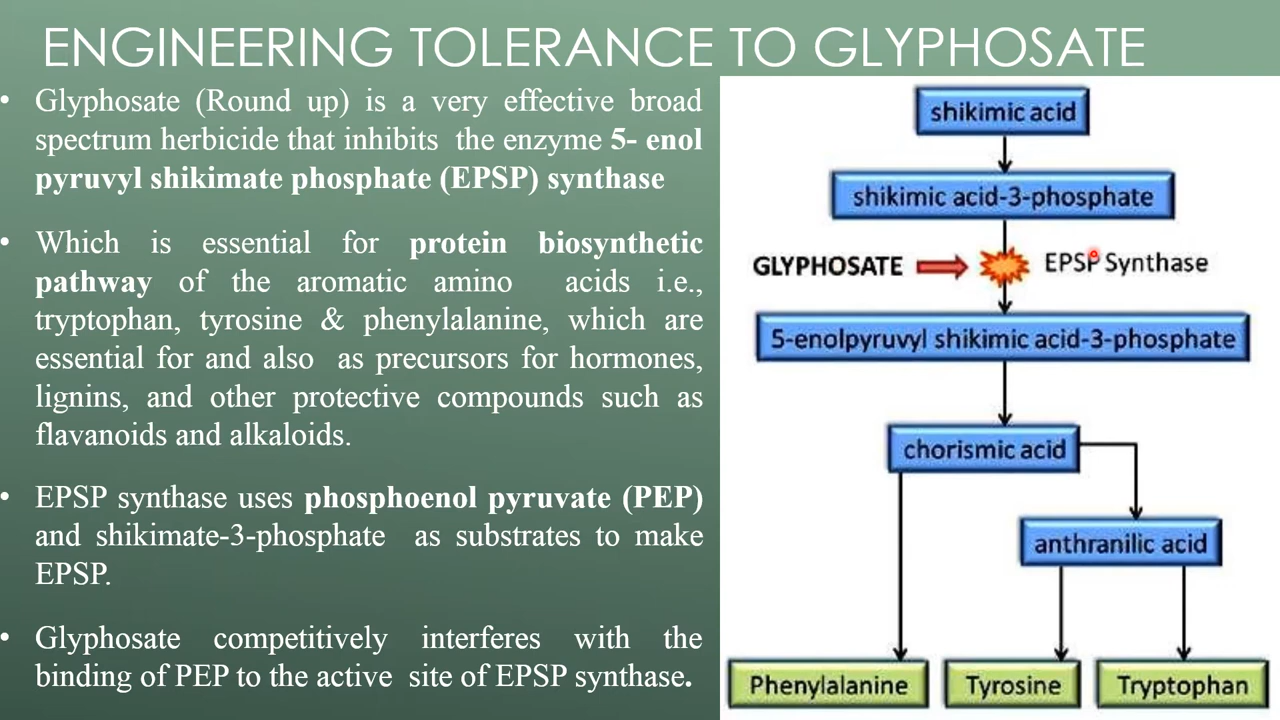 ENGINEERING TOLERANCE TO GLYPHOSATE
• Glyphosate (Round up) is a very effective broad
spectrum herbicide that inhibits the enzyme 5- enol
pyruvyl shikimate phosphate (EPSP) synthase
• Which is essential for protein biosynthetic
pathway of the aromatic amino acids i.e.,
tryptophan, tyrosine & phenylalanine, which are
essential for and also as precursors for hormones,
lignins, and other protective compounds such as
flavanoids and alkaloids.
• EPSP synthase uses phosphoenol pyruvate (PEP)
and shikimate-3-phosphate as substrates to make
EPSP.
• Glyphosate competitively interferes with the
binding of PEP to the active site of EPSP synthase.
shikimic acid
shikimic acid-3-phosphate
GLYPHOSATE EPSP Synthase
5-enolpyruvyl shikimic acid-3-phosphate
chorismic acid
anthranilic acid
Phenylalanine Tyrosine Tryptophan